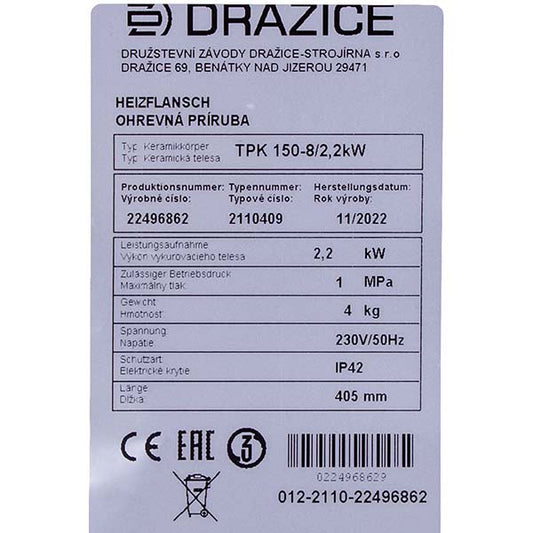 DRAZICE
DRUŽSTEVNÍ ZÁVODY DRAŽICE-STROJÍRNA s.r.o
DRAŽICE 69, BENÁTKY NAD JIZEROU 29471
HEIZFLANSCH
OHREVNÁ PRÍRUBA
Typ. Keramikkörper
Typ. Keramická telesa
TPK 150-8/2,2kW
Produktionsnummer: Typennummer: Herstellungsdatum:
Výrobné číslo: Typové číslo: Rok výroby:
22496862 2110409 11/2022
Leistungsaufnahme
Výkon vykurovacieho telesa
2,2 kW
Zulässiger Betriebsdruck
Maximálny tlak
1 MPa
Gewicht
Hmotnosť
4 kg
Spannung
Napätie
230V/50Hz
Schutzart
Elektrické krytie
IP42
Länge
Dĺžka
405 mm
CE EAC 3
0224968629
012-2110-22496862